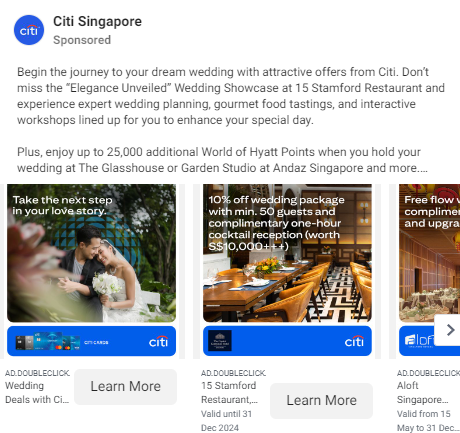 Citi Singapore
Sponsored
Begin the journey to your dream wedding with attractive offers from Citi. Don't
miss the “Elegance Unveiled” Wedding Showcase at 15 Stamford Restaurant and
experience expert wedding planning, gourmet food tastings, and interactive
workshops lined up for you to enhance your special day.
Plus, enjoy up to 25,000 additional World of Hyatt Points when you hold your
wedding at The Glasshouse or Garden Studio at Andaz Singapore and more....
Take the next step
in your love story.
CITI CARDS
citi
AD.DOUBLECLICK.
Wedding
Deals with Ci...
Learn More
10% off wedding package
with min. 50 guests and
complimentary one-hour
cocktail reception (worth
S$10,000+++)
citi
AD.DOUBLECLICK.
15 Stamford
Restaurant,...
Valid until 31
Dec 2024
Learn More
Free flow
and upgra
aloft
AD.DOUBLECLICK
Aloft
Singapore...
Valid from 15
May to 31 Dec...